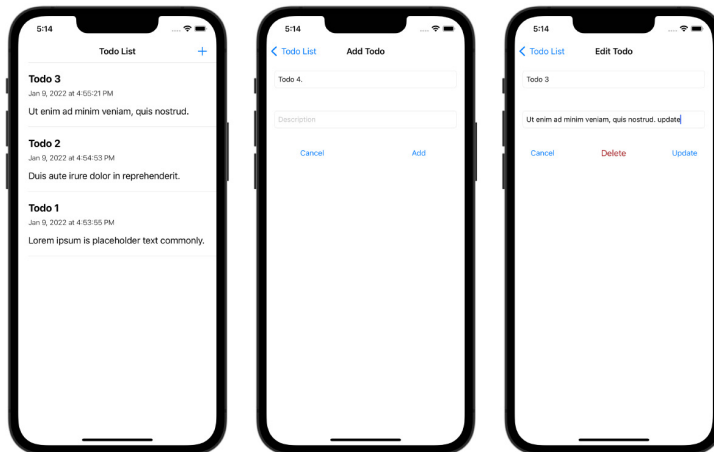 5:14
Todo List
+
Todo 3
Jan 9, 2022 at 4:55:21 PM
Ut enim ad minim veniam, quis nostrud.
Todo 2
Jan 9, 2022 at 4:54:53 PM
Duis aute irure dolor in reprehenderit.
Todo 1
Jan 9, 2022 at 4:53:55 PM
Lorem ipsum is placeholder text commonly.
5:14
Todo List
Add Todo
Todo 4.
Description
Cancel
Add
5:14
Todo List
Edit Todo
Todo 3
Ut enim ad minim veniam, quis nostrud. update
Cancel
Delete
Update